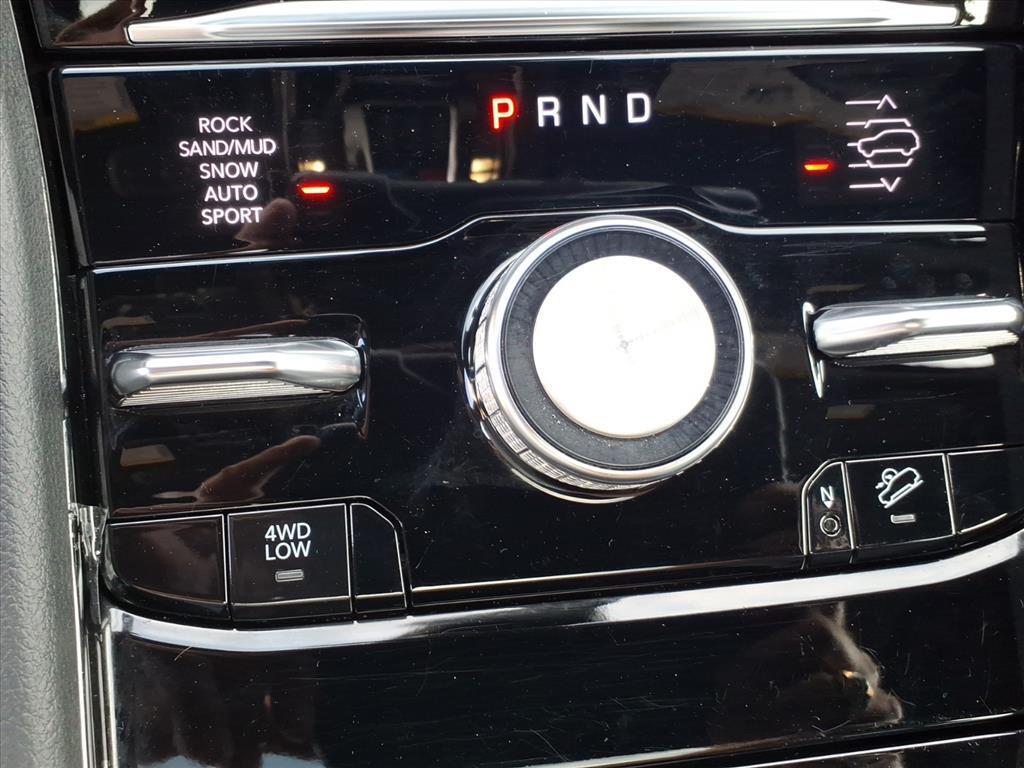 P R N D
ROCK
SAND/MUD
SNOW
AUTO
SPORT
4WD
LOW
N